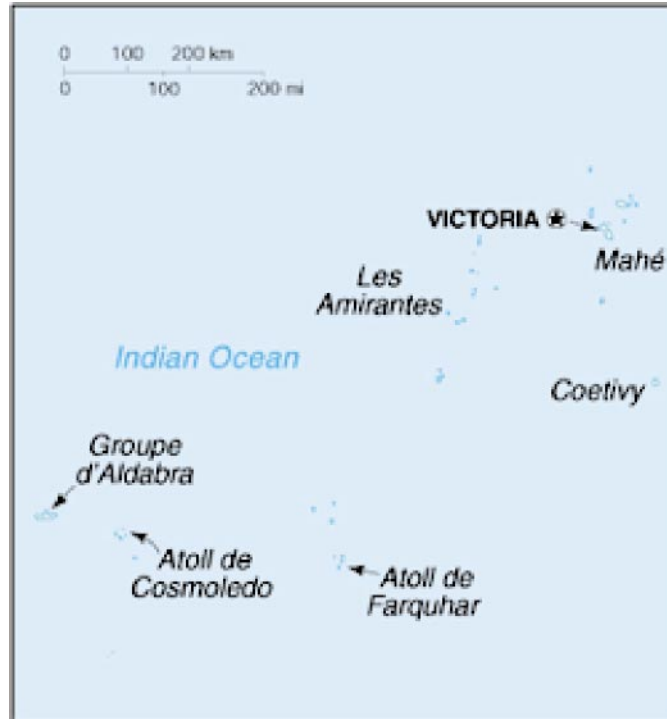 0 100 200 km
0 100 200 mi
VICTORIA
Mahé
Les
Amirantes
Indian Ocean
Coetivy
Groupe
d'Aldabra
Atoll de
Cosmoledo
Atoll de
Farquhar